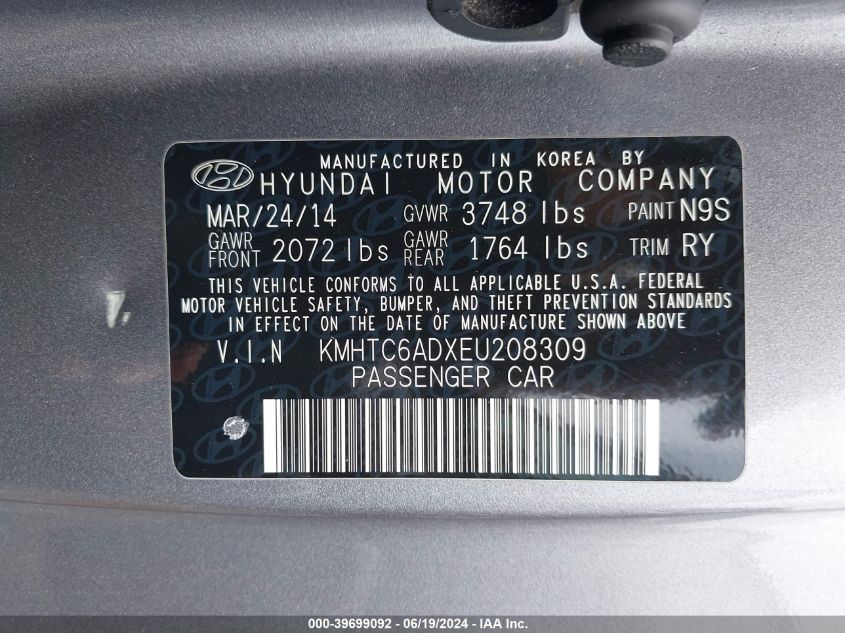 MANUFACTURED IN KOREA BY
HYUNDAI MOTOR COMPANY
MAR/24/14 GVWR 3748 lbs PAINT N9S
GAWR FRONT 2072 lbs GAWR REAR 1764 lbs TRIM RY
THIS VEHICLE CONFORMS TO ALL APPLICABLE U.S.A. FEDERAL
MOTOR VEHICLE SAFETY, BUMPER, AND THEFT PREVENTION STANDARDS
IN EFFECT ON THE DATE OF MANUFACTURE SHOWN ABOVE
V.I.N KMHTC6ADXEU208309
PASSENGER CAR
000-39699092 - 06/19/2024 - IAA Inc.